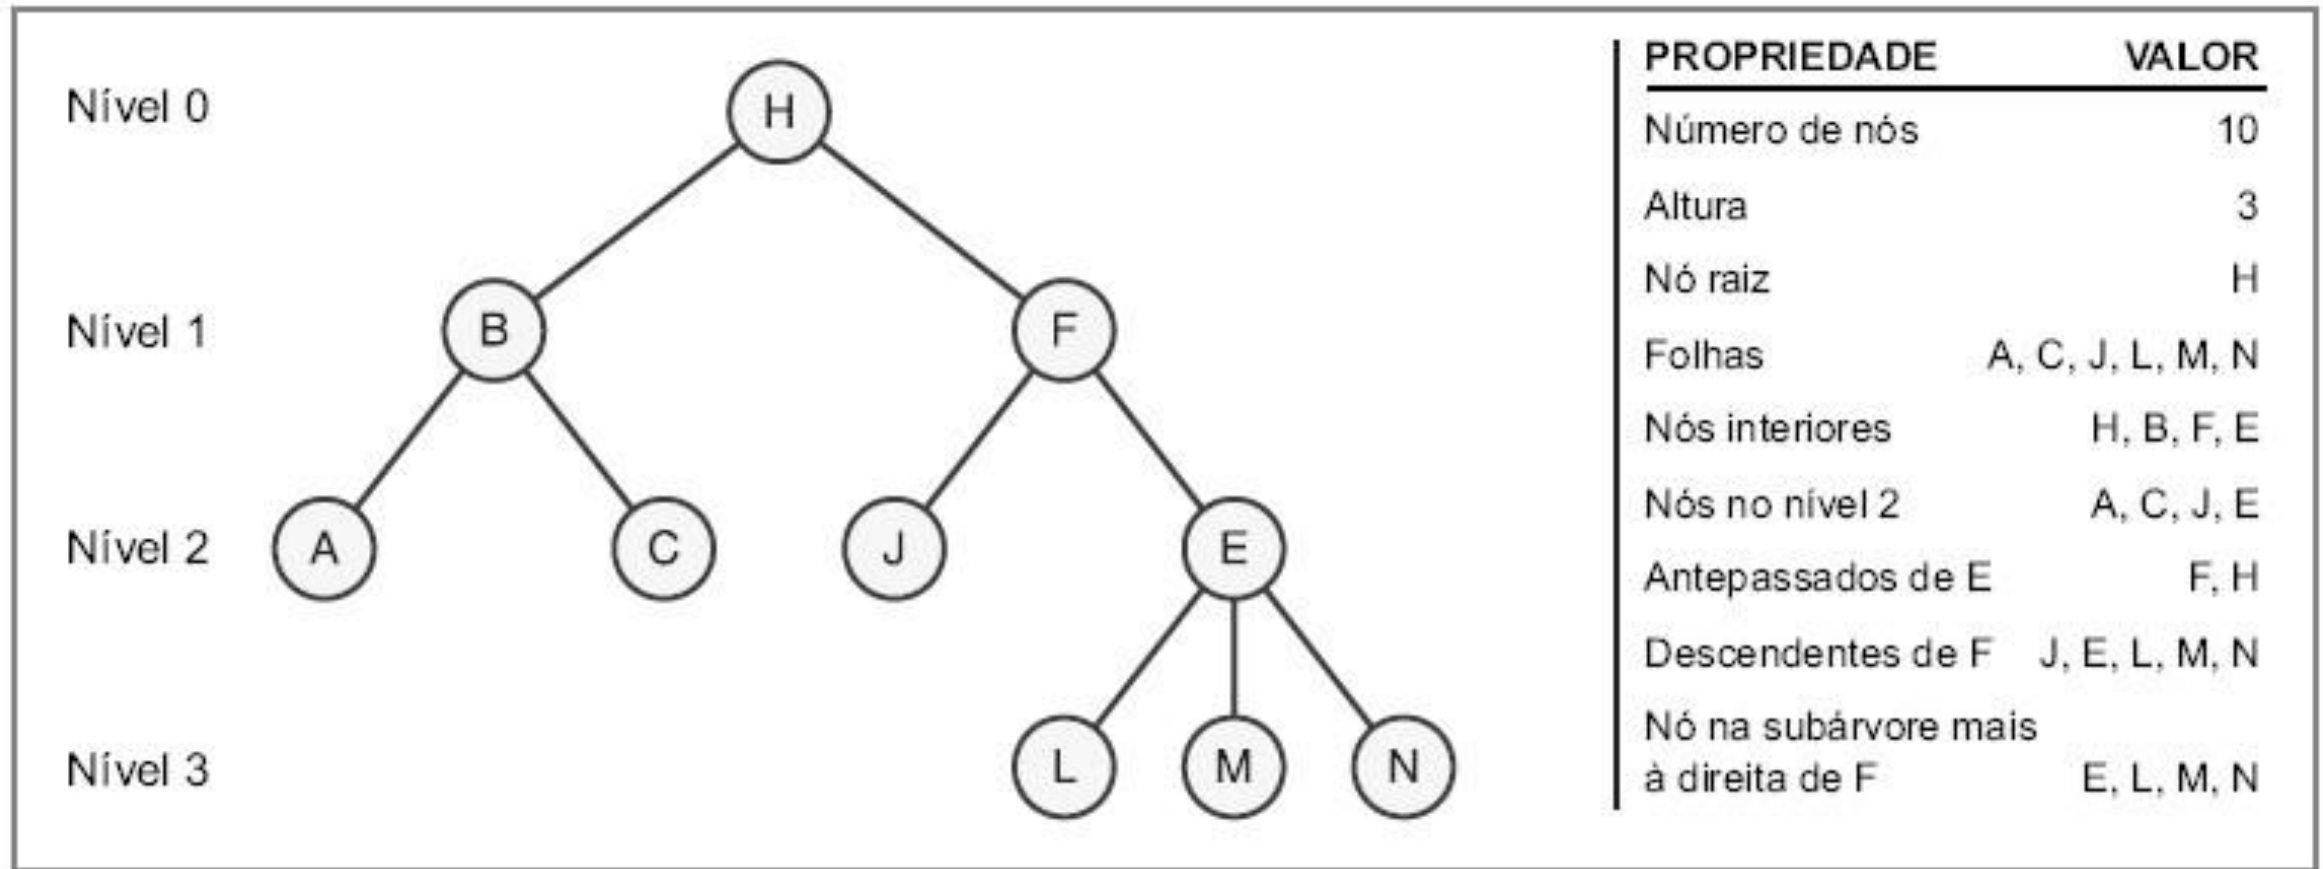 Nível 0
H
Nível 1
B
F
Nível 2
A
C
J
E
Nível 3
L
M
N
PROPRIEDADE VALOR
Número de nós 10
Altura 3
Nó raiz H
Folhas A, C, J, L, M, N
Nós interiores H, B, F, E
Nós no nível 2 A, C, J, E
Antepassados de E F, H
Descendentes de F J, E, L, M, N
Nó na subárvore mais
à direita de F E, L, M, N